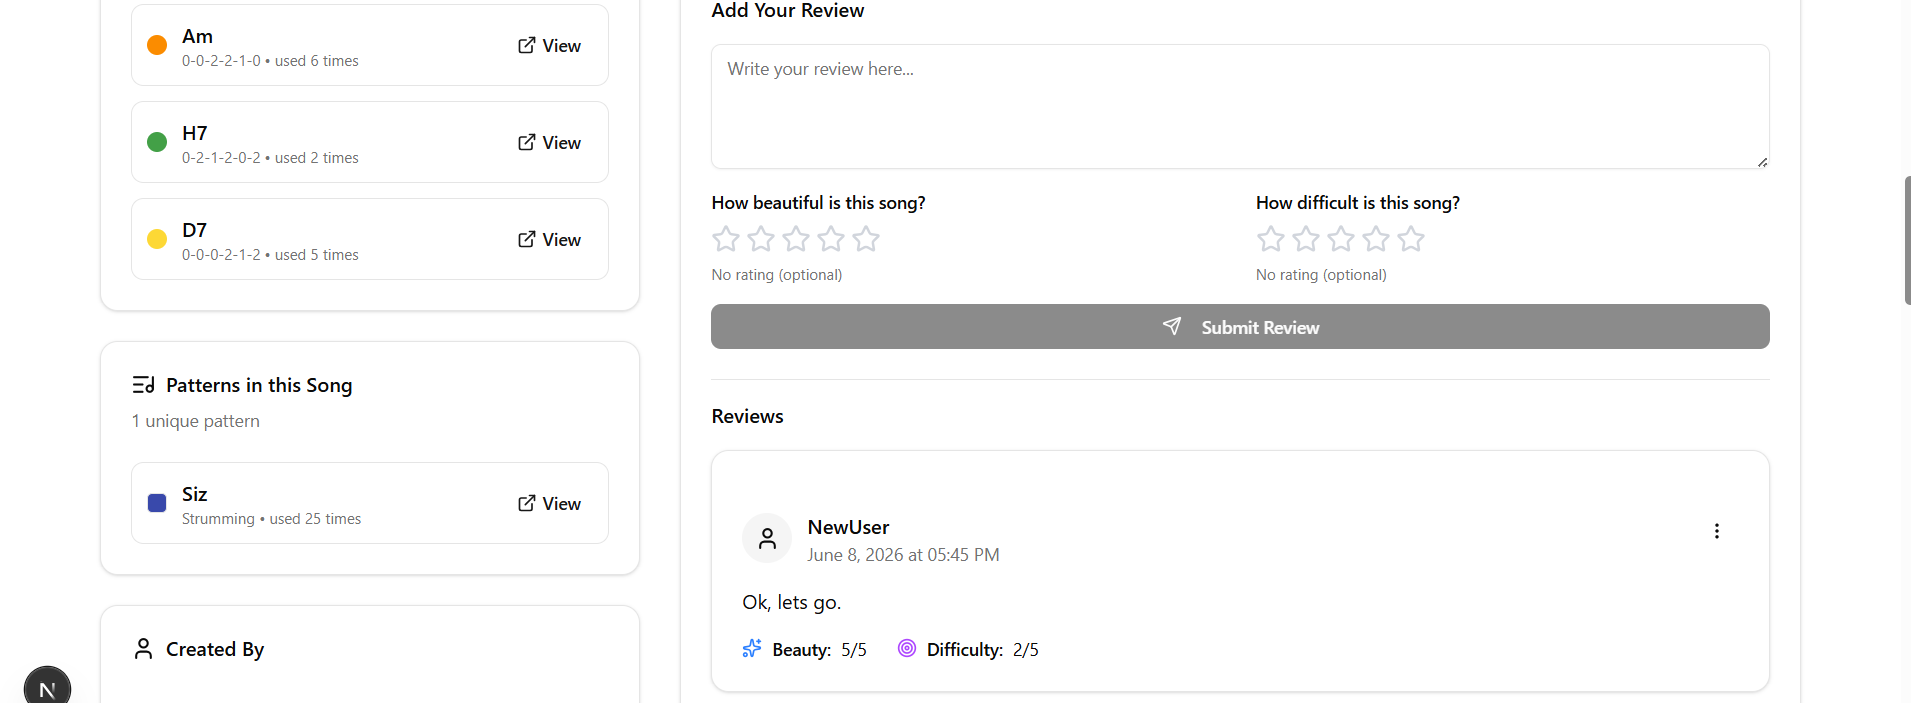 Am
0-0-2-2-1-0 • used 6 times
View
H7
0-2-1-2-0-2 • used 2 times
View
D7
0-0-0-2-1-2 • used 5 times
View
Patterns in this Song
1 unique pattern
Siz
Strumming • used 25 times
View
Created By
N
Add Your Review
Write your review here...
How beautiful is this song?
No rating (optional)
How difficult is this song?
No rating (optional)
Submit Review
Reviews
NewUser
June 8, 2026 at 05:45 PM
Ok, lets go.
Beauty: 5/5
Difficulty: 2/5